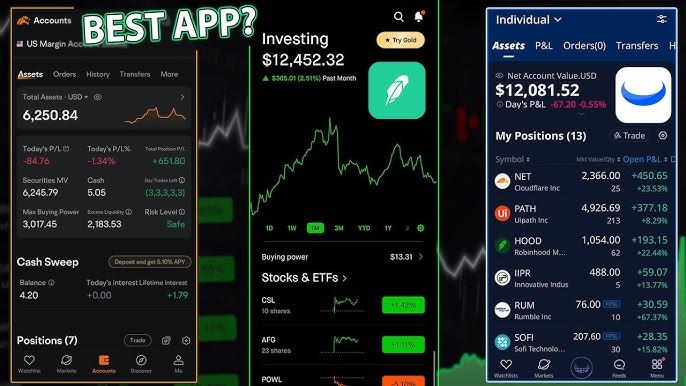 BEST APP?
Accounts
US Margin Acco
Assets Orders History Transfers More
Total Assets · USD
6,250.84
Today's P/L Today's P/L% Total Position P/L
-84.76 -1.34% +651.80
Securities MV Cash Day Trades Left
6,245.79 5.05 (3,3,3,3,3)
Max Buying Power Excess Liquidity Risk Level
3,017.45 2,183.53 Safe
Cash Sweep Deposit and get 5.10% APY
Balance Today's interest Lifetime interest
4.20 +0.00 +1.79
Positions (7) Trade
Watchlist Markets Accounts Discover Me
Try Gold
Investing
$12,452.32
▲ $305.01 (2.51%) Past Month
1D 1W 1M 3M YTD 1Y
Buying power $13.31
Stocks & ETFs >
CSL +1.42%
10 shares
AFG +1.11%
23 shares
POWL -5.10%
Individual
Assets P&L Orders(0) Transfers H
Net Account Value.USD
$12,081.52
Day's P&L -67.20 -0.55%
My Positions (13) Trade
Symbol Mkt Value/Qty Open P&L
NET 2,366.00 +450.65
Cloudflare Inc 25 +23.53%
PATH 4,926.69 +377.18
Uipath Inc 213 +8.29%
HOOD 1,054.00 +193.15
Robinhood M... 62 +22.44%
IIPR 488.00 +59.07
Innovative Indus 5 +13.77%
RUM 76.00 FPSL +30.59
Rumble Inc 10 +67.37%
SOFI 207.60 FPSL +28.35
Sofi Technolo... 30 +15.82%
Watchlist Markets Feeds Menu